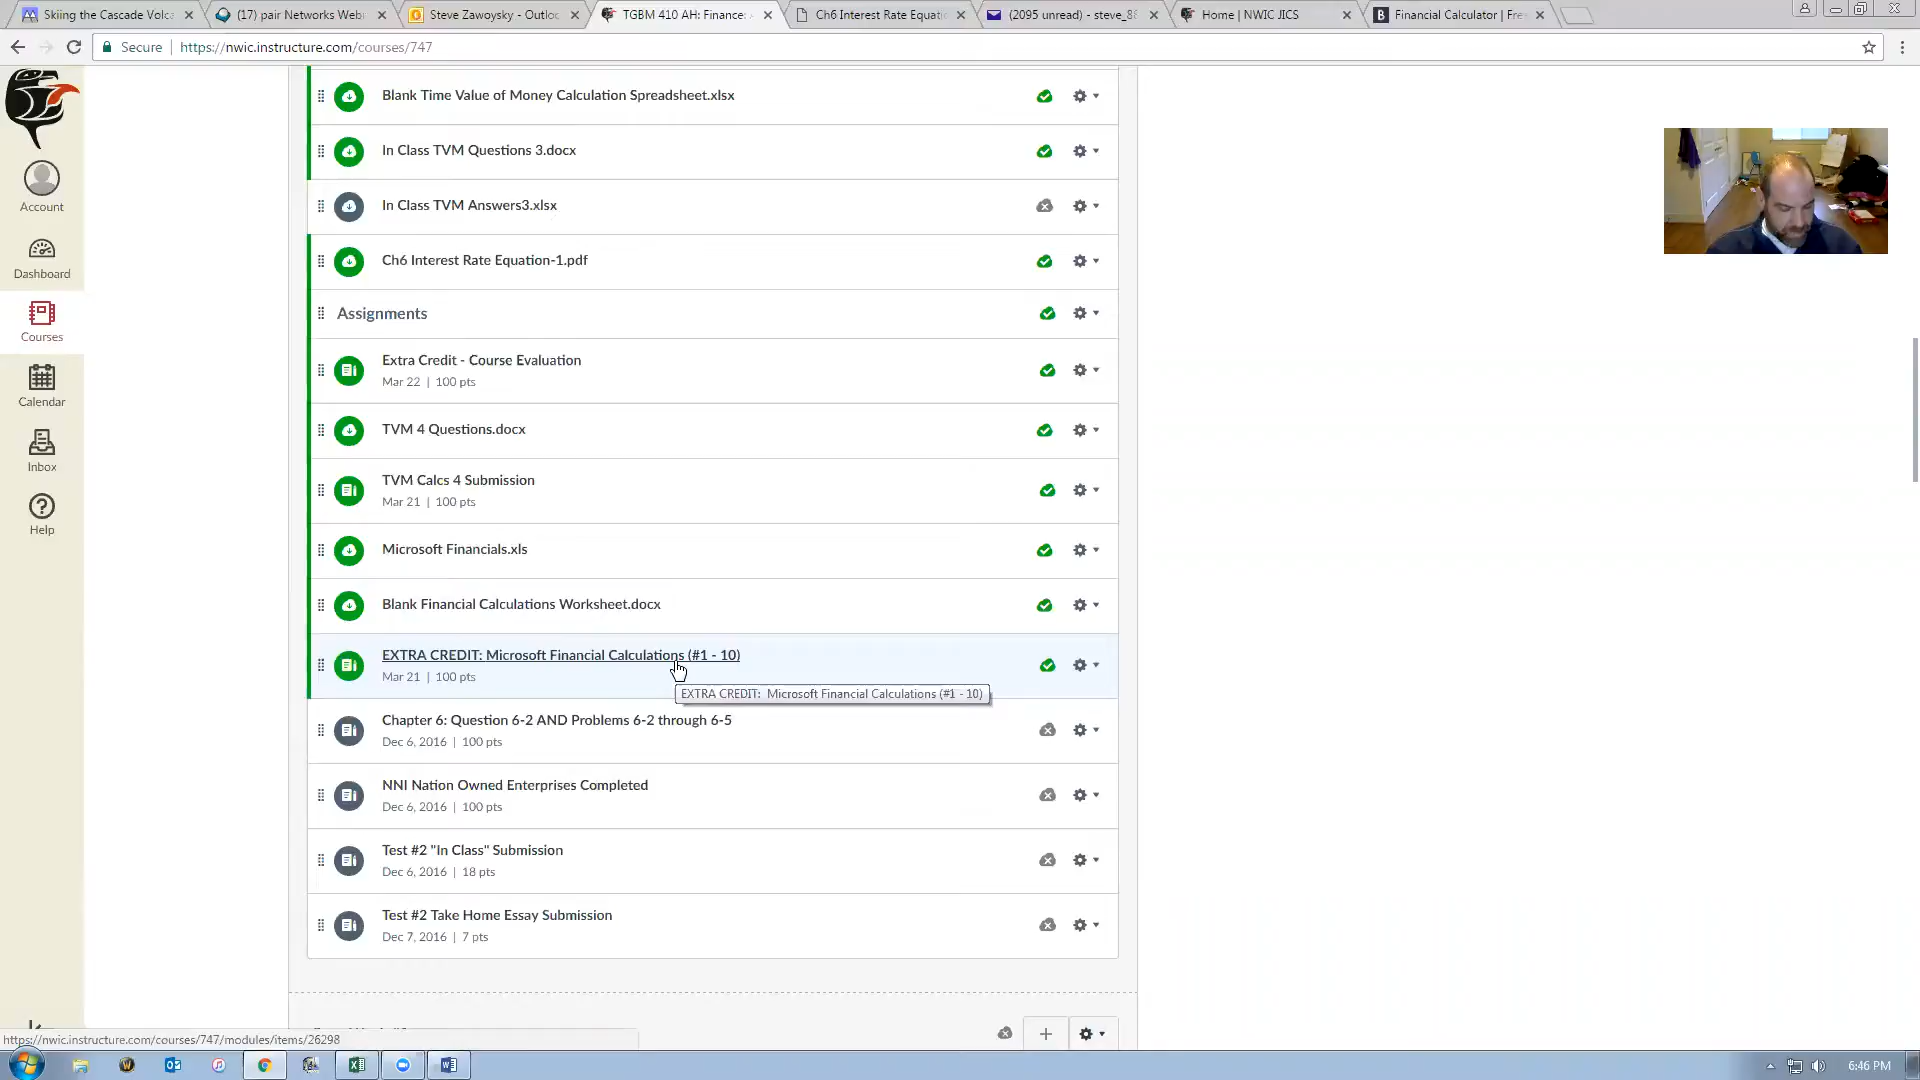 Skiing the Cascade Volca
(17) pair Networks Web
Steve Zawoysky - Outloo
TGBM 410 AH: Finance:
Ch6 Interest Rate Equati
(2095 unread) - steve_88
Home | NWIC JICS
Financial Calculator | Fre
Secure
https://nwic.instructure.com/courses/747
Account
Dashboard
Courses
Calendar
Inbox
Help
Blank Time Value of Money Calculation Spreadsheet.xlsx
In Class TVM Questions 3.docx
In Class TVM Answers3.xlsx
Ch6 Interest Rate Equation-1.pdf
Assignments
Extra Credit - Course Evaluation
Mar 22 | 100 pts
TVM 4 Questions.docx
TVM Calcs 4 Submission
Mar 21 | 100 pts
Microsoft Financials.xls
Blank Financial Calculations Worksheet.docx
EXTRA CREDIT: Microsoft Financial Calculations (#1 - 10)
Mar 21 | 100 pts
EXTRA CREDIT: Microsoft Financial Calculations (#1 - 10)
Chapter 6: Question 6-2 AND Problems 6-2 through 6-5
Dec 6, 2016 | 100 pts
NNI Nation Owned Enterprises Completed
Dec 6, 2016 | 100 pts
Test #2 "In Class" Submission
Dec 6, 2016 | 18 pts
Test #2 Take Home Essay Submission
Dec 7, 2016 | 7 pts
https://nwic.instructure.com/courses/747/modules/items/26298
6:46 PM